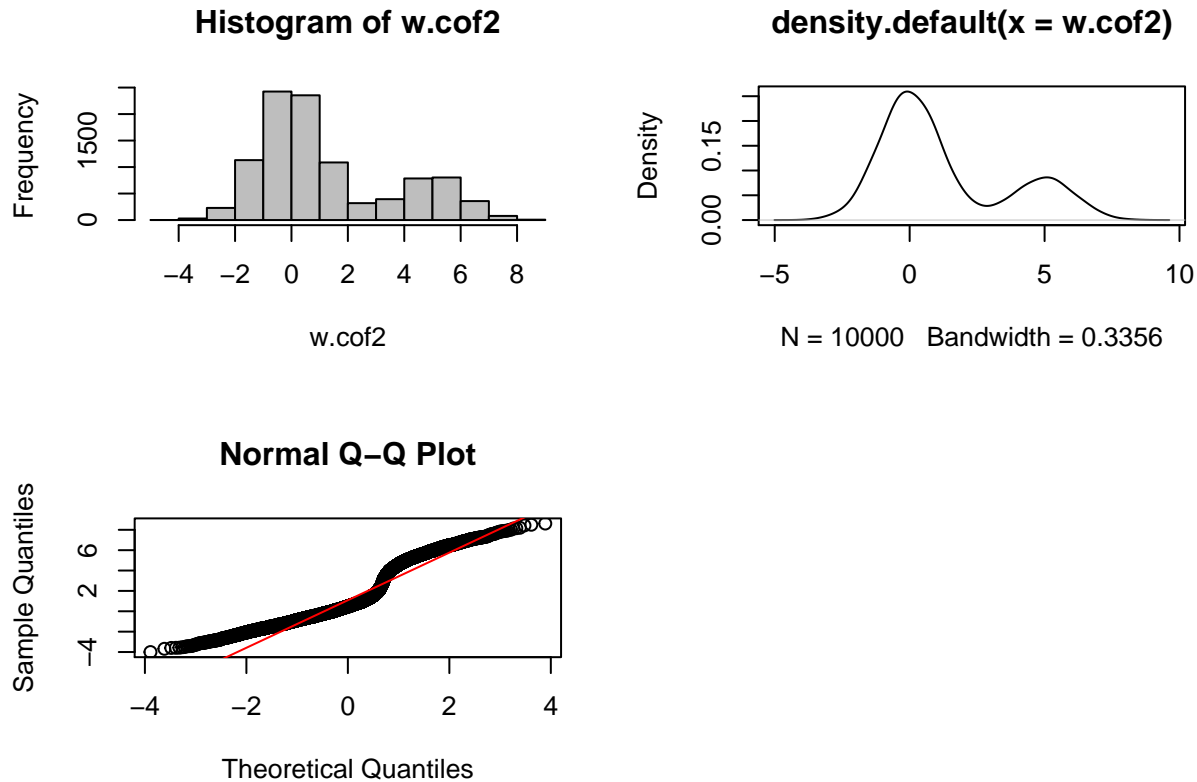 Histogram of w.cof2
Frequency
0
1500
−4 −2 0 2 4 6 8
w.cof2
density.default(x = w.cof2)
Density
0.00
0.15
−5 0 5 10
N = 10000 Bandwidth = 0.3356
Normal Q−Q Plot
Sample Quantiles
−4
2
6
−4 −2 0 2 4
Theoretical Quantiles